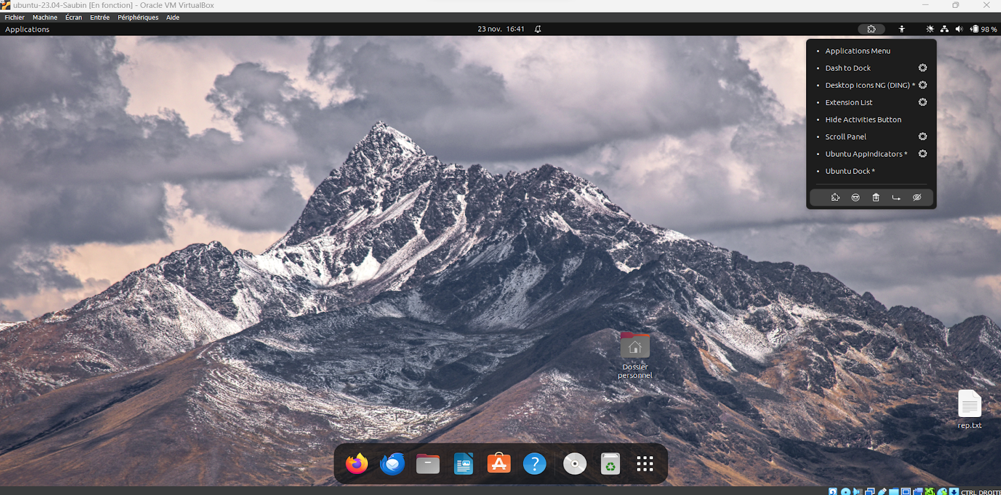 ubuntu-23.04-Saubin [En fonction] - Oracle VM VirtualBox
Fichier Machine Écran Entrée Périphériques Aide
Applications 23 nov. 16:41 98 %
Applications Menu
Dash to Dock
Desktop Icons NG (DING) *
Extension List
Hide Activities Button
Scroll Panel
Ubuntu AppIndicators *
Ubuntu Dock *
Dossier
personnel
rep.txt
CTRL DROITE